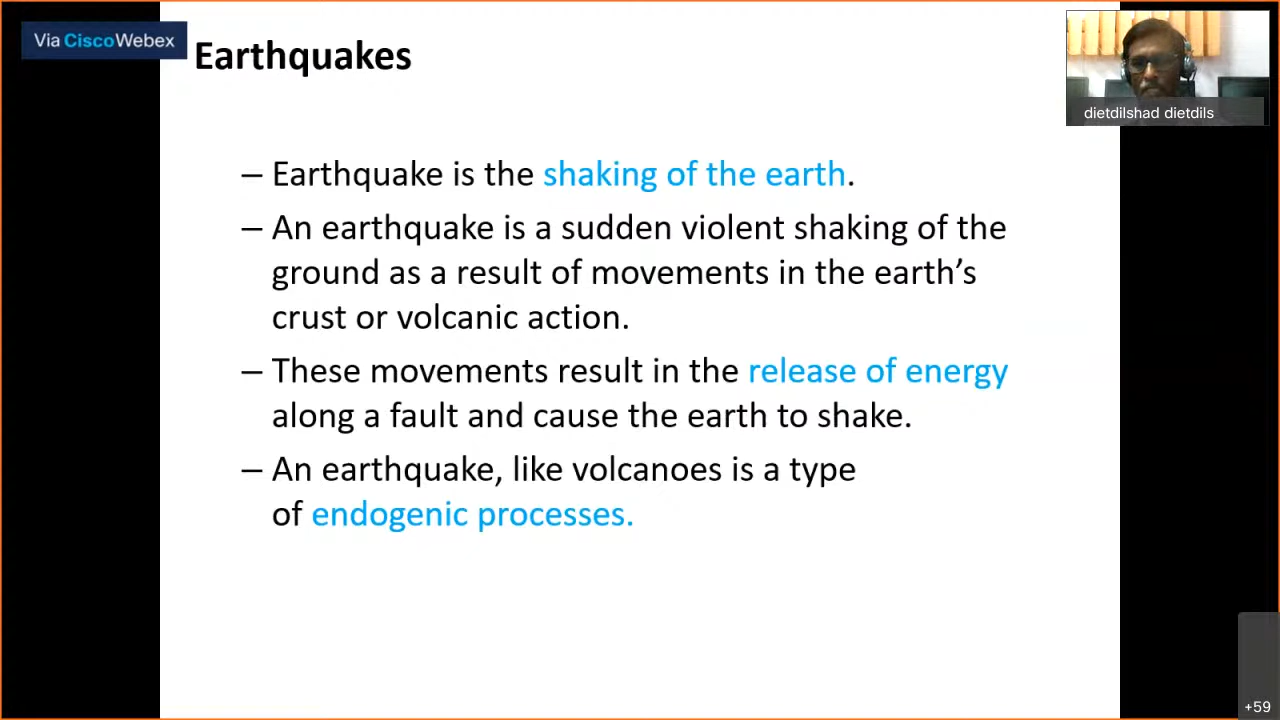 Via CiscoWebex
Earthquakes
dietdilshad dietdils
– Earthquake is the shaking of the earth.
– An earthquake is a sudden violent shaking of the
ground as a result of movements in the earth’s
crust or volcanic action.
– These movements result in the release of energy
along a fault and cause the earth to shake.
– An earthquake, like volcanoes is a type
of endogenic processes.
+59